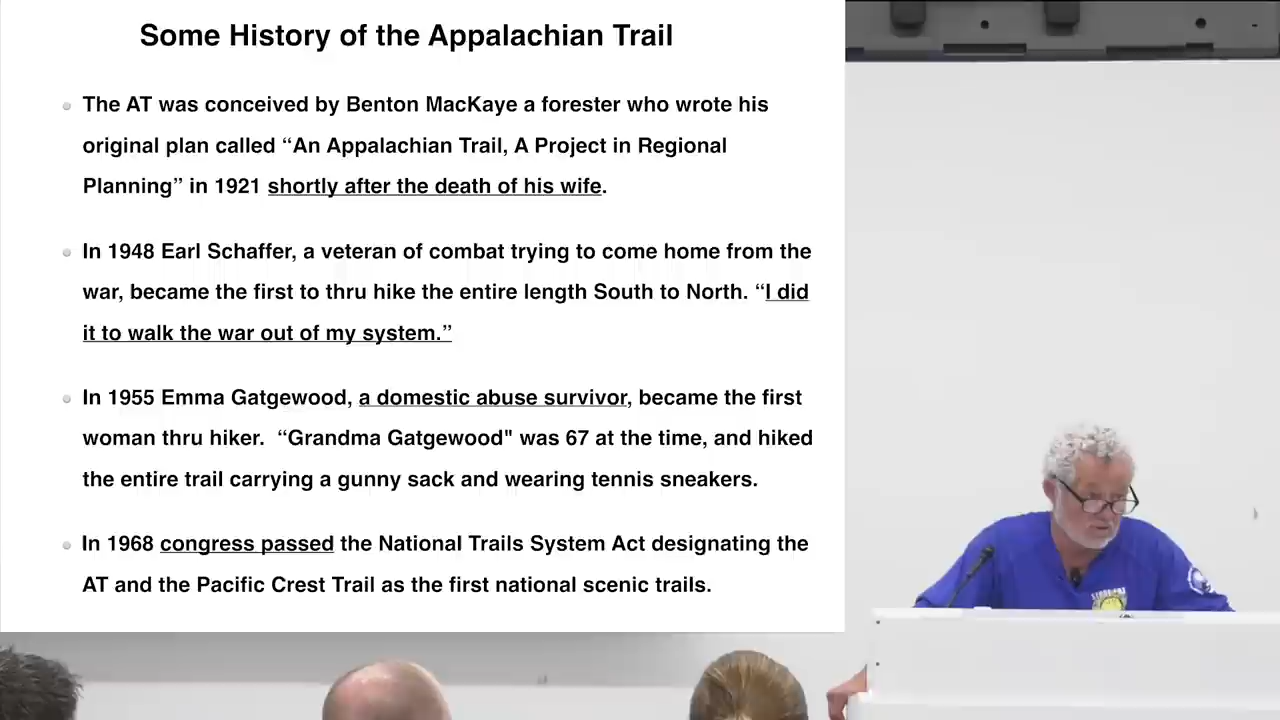 Some History of the Appalachian Trail
The AT was conceived by Benton MacKaye a forester who wrote his
original plan called “An Appalachian Trail, A Project in Regional
Planning” in 1921 shortly after the death of his wife.
In 1948 Earl Schaffer, a veteran of combat trying to come home from the
war, became the first to thru hike the entire length South to North. “I did
it to walk the war out of my system.”
In 1955 Emma Gatgewood, a domestic abuse survivor, became the first
woman thru hiker.  “Grandma Gatgewood" was 67 at the time, and hiked
the entire trail carrying a gunny sack and wearing tennis sneakers.
In 1968 congress passed the National Trails System Act designating the
AT and the Pacific Crest Trail as the first national scenic trails.